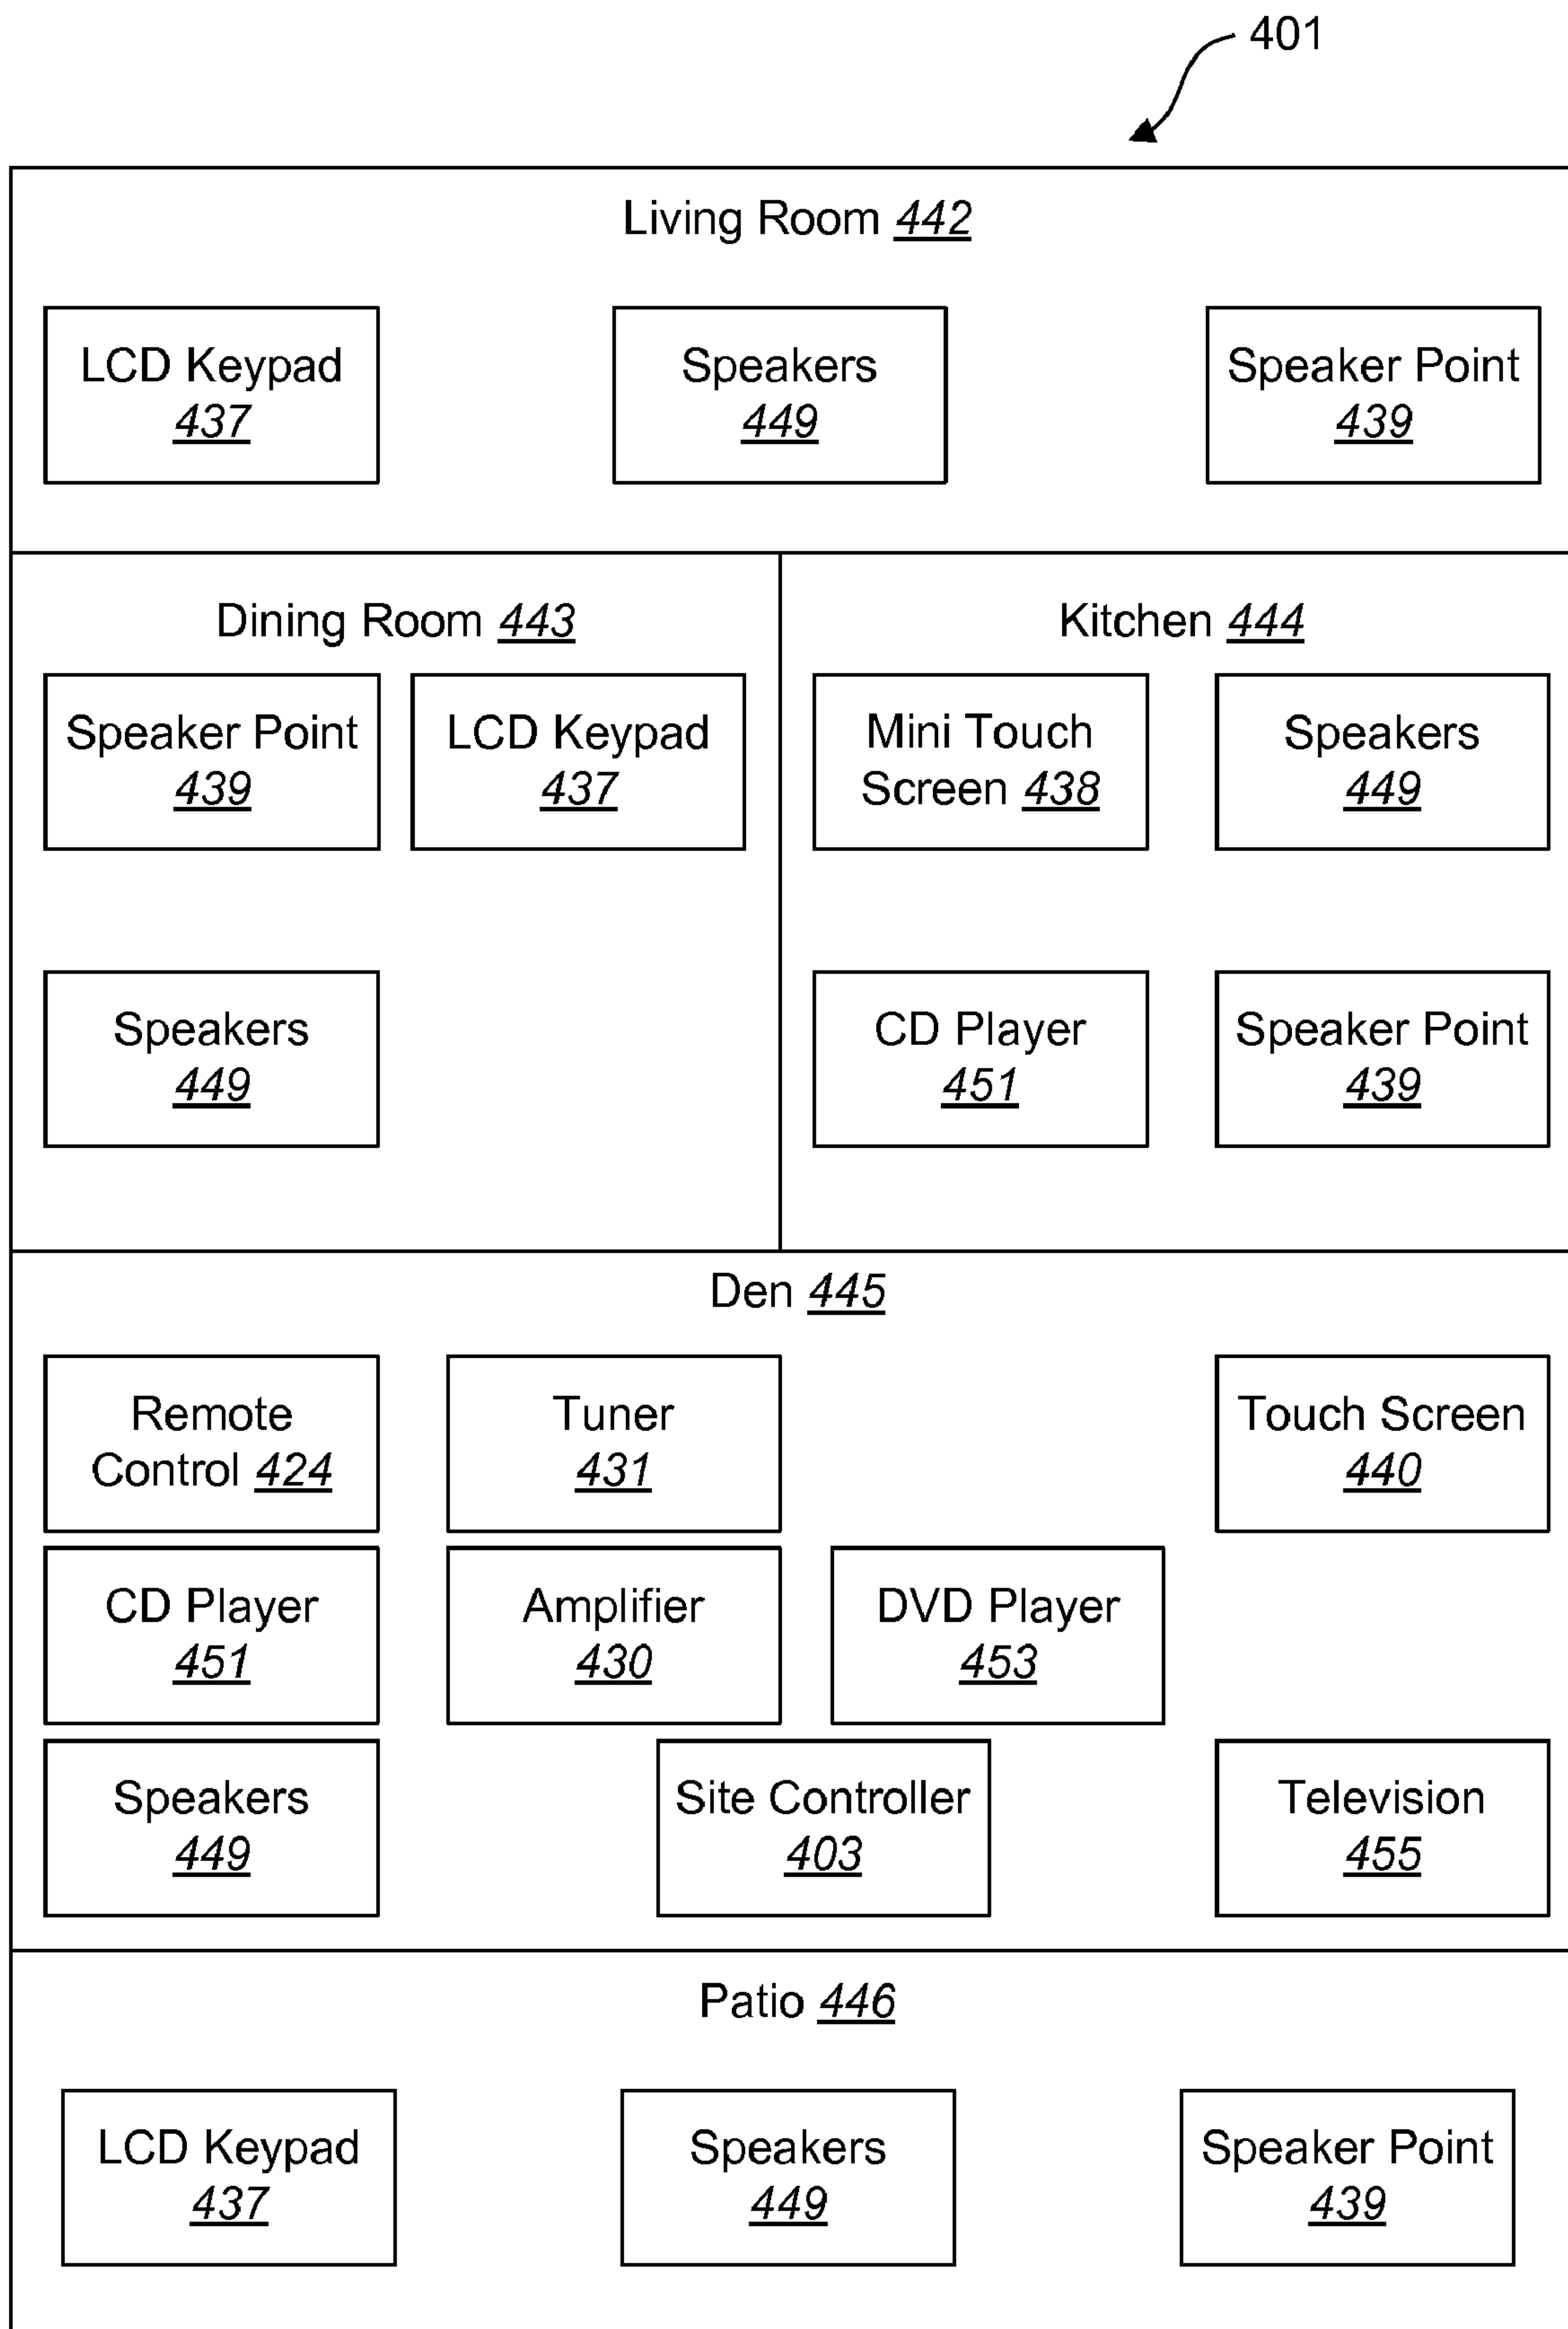 401
Living Room 442
LCD Keypad
437
Speakers
449
Speaker Point
439
Dining Room 443
Speaker Point
439
LCD Keypad
437
Speakers
449
Kitchen 444
Mini Touch
Screen 438
Speakers
449
CD Player
451
Speaker Point
439
Den 445
Remote
Control 424
Tuner
431
Touch Screen
440
CD Player
451
Amplifier
430
DVD Player
453
Speakers
449
Site Controller
403
Television
455
Patio 446
LCD Keypad
437
Speakers
449
Speaker Point
439